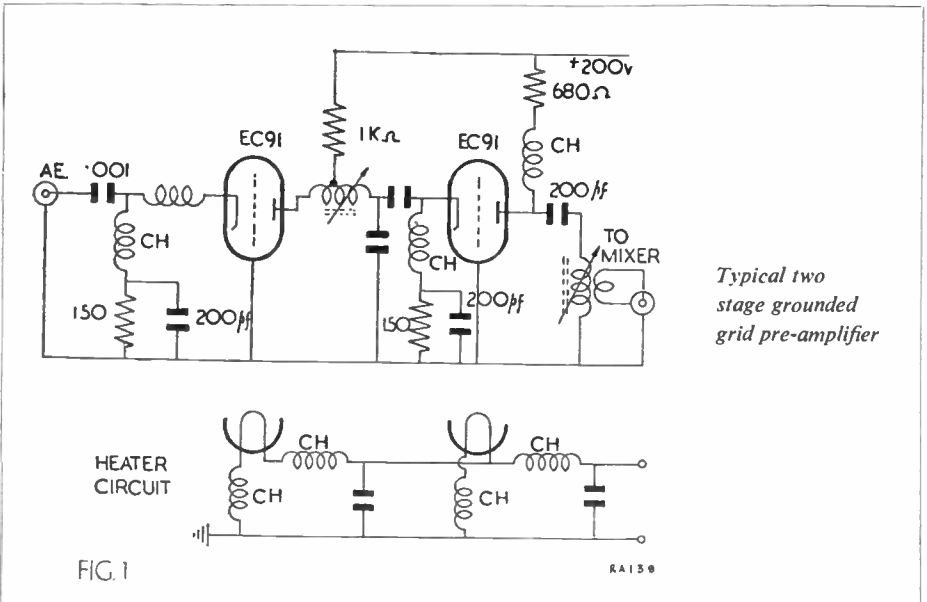 +200v
680Ω
1KΩ
EC91
EC91
CH
AE.
·001
200pf
TO
MIXER
CH
CH
150
200pf
150
200pf
Typical two
stage grounded
grid pre-amplifier
CH
CH
HEATER
CIRCUIT
CH
CH
FIG. 1
RA139